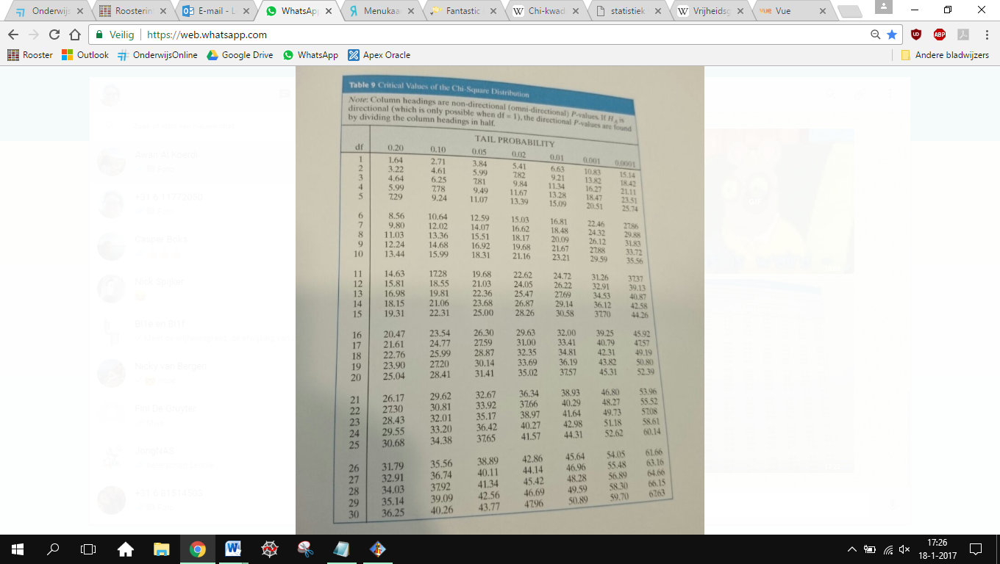 Onderwijs
Roosterin
E-mail - L
WhatsAp
Menukaa
Fantastic
Chi-kwad
statistiek
Vrijheidsg
Vue
Veilig https://web.whatsapp.com
Rooster Outlook OnderwijsOnline Google Drive WhatsApp Apex Oracle Andere bladwijzers
Table 9 Critical Values of the Chi-Square Distribution
Note: Column headings are non-directional (omni-directional) P-values. If HA is
directional (which is only possible when df = 1), the directional P-values are found
by dividing the column headings in half.
TAIL PROBABILITY
df 0.20 0.10 0.05 0.02 0.01 0.001 0.0001
1 1.64 2.71 3.84 5.41 6.63 10.83 15.14
2 3.22 4.61 5.99 7.82 9.21 13.82 18.42
3 4.64 6.25 7.81 9.84 11.34 16.27 21.11
4 5.99 7.78 9.49 11.67 13.28 18.47 23.51
5 7.29 9.24 11.07 13.39 15.09 20.51 25.74
6 8.56 10.64 12.59 15.03 16.81 22.46 27.86
7 9.80 12.02 14.07 16.62 18.48 24.32 29.88
8 11.03 13.36 15.51 18.17 20.09 26.12 31.83
9 12.24 14.68 16.92 19.68 21.67 27.88 33.72
10 13.44 15.99 18.31 21.16 23.21 29.59 35.56
11 14.63 17.28 19.68 22.62 24.72 31.26 37.37
12 15.81 18.55 21.03 24.05 26.22 32.91 39.13
13 16.98 19.81 22.36 25.47 27.69 34.53 40.87
14 18.15 21.06 23.68 26.87 29.14 36.12 42.58
15 19.31 22.31 25.00 28.26 30.58 37.70 44.26
16 20.47 23.54 26.30 29.63 32.00 39.25 45.92
17 21.61 24.77 27.59 31.00 33.41 40.79 47.57
18 22.76 25.99 28.87 32.35 34.81 42.31 49.19
19 23.90 27.20 30.14 33.69 36.19 43.82 50.80
20 25.04 28.41 31.41 35.02 37.57 45.31 52.39
21 26.17 29.62 32.67 36.34 38.93 46.80 53.96
22 27.30 30.81 33.92 37.66 40.29 48.27 55.52
23 28.43 32.01 35.17 38.97 41.64 49.73 57.08
24 29.55 33.20 36.42 40.27 42.98 51.18 58.61
25 30.68 34.38 37.65 41.57 44.31 52.62 60.14
26 31.79 35.56 38.89 42.86 45.64 54.05 61.66
27 32.91 36.74 40.11 44.14 46.96 55.48 63.16
28 34.03 37.92 41.34 45.42 48.28 56.89 64.66
29 35.14 39.09 42.56 46.69 49.59 58.30 66.15
30 36.25 40.26 43.77 47.96 50.89 59.70 67.63
Awan Al Koerdi
Casper Boks
Nick Spijker
Nicky van Bergen
JongNAS
GIF
17:26
18-1-2017